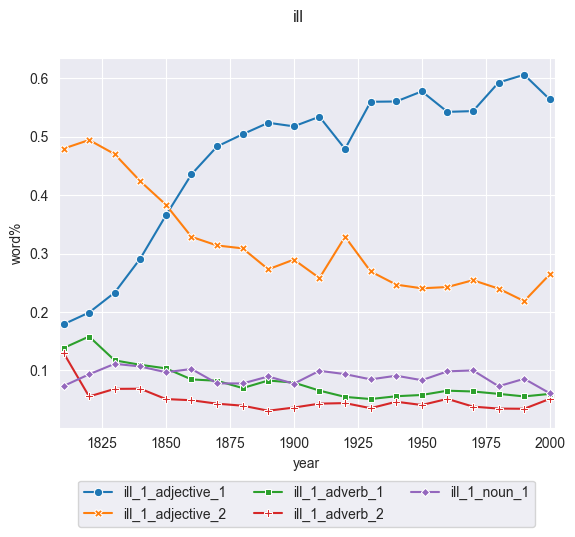 ill
0.6
0.5
0.4
0.3
0.2
0.1
word%
1825 1850 1875 1900 1925 1950 1975 2000
year
ill_1_adjective_1 ill_1_adverb_1 ill_1_noun_1
ill_1_adjective_2 ill_1_adverb_2